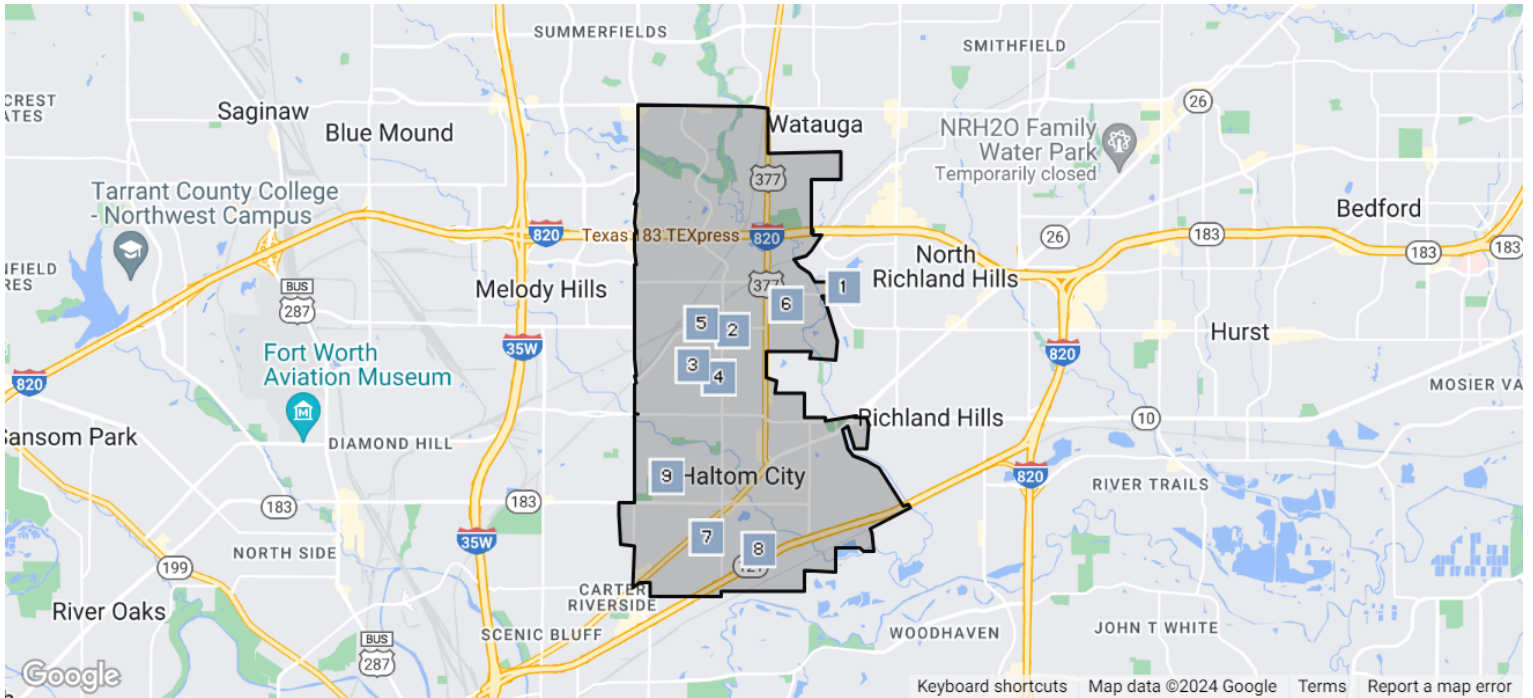 SUMMERFIELDS
SMITHFIELD
CREST
ATES
Saginaw
Blue Mound
Watauga
26
NRH2O Family
Water Park
Temporarily closed
377
Tarrant County College
- Northwest Campus
Bedford
820
Texas 183 TEXpress
820
26
183
183
183
NFIELD
RES
North
Richland Hills
BUS
287
Melody Hills
377
1
6
5
2
35W
Hurst
Fort Worth
Aviation Museum
820
820
3
4
MOSIER VA
10
Sansom Park
DIAMOND HILL
Richland Hills
9
Haltom City
820
RIVER TRAILS
183
183
7
8
121
35W
NORTH SIDE
199
CARTER
RIVERSIDE
River Oaks
SCENIC BLUFF
WOODHAVEN
JOHN T WHITE
BUS
287
Google
Keyboard shortcuts
Map data ©2024 Google
Terms
Report a map error